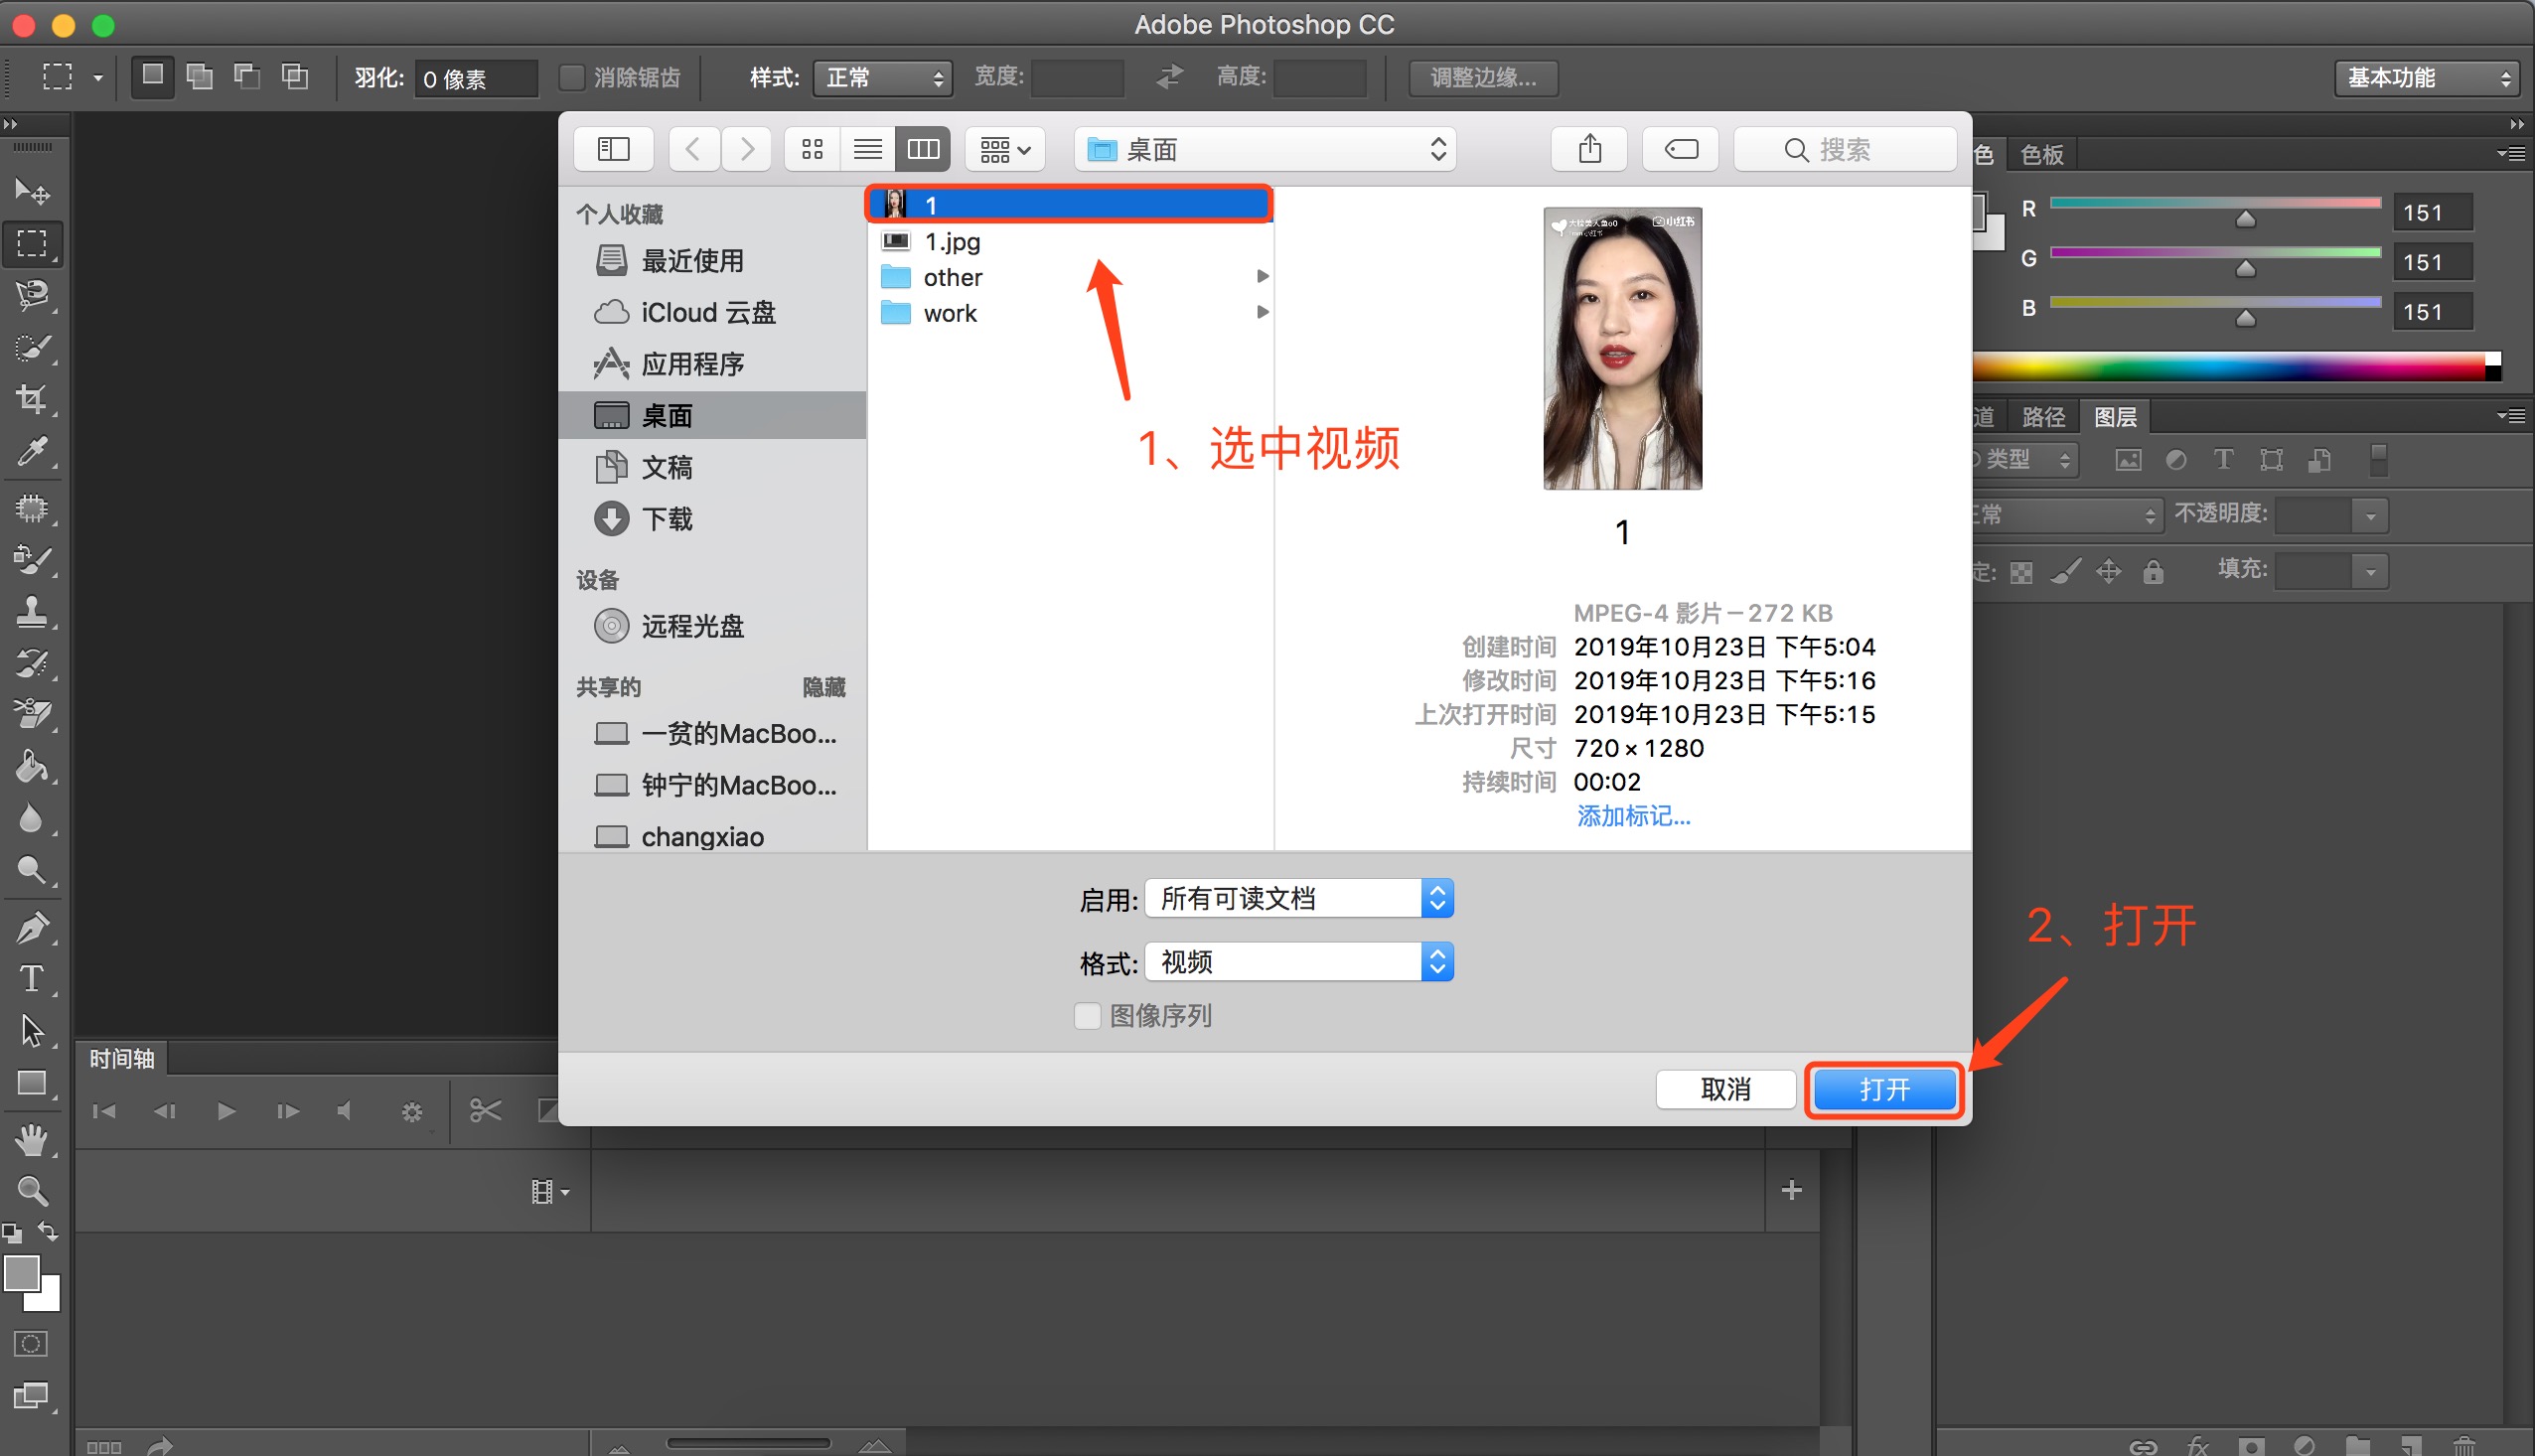 Adobe Photoshop CC
羽化: 0 像素 消除锯齿 样式: 正常 宽度: 高度: 调整边缘... 基本功能
桌面 搜索
色 色板
个人收藏
最近使用
iCloud 云盘
应用程序
桌面
文稿
下载
设备
远程光盘
共享的 隐藏
一贫的MacBoo...
钟宁的MacBoo...
changxiao
1
1.jpg
other
work
1、选中视频
小红书
1
MPEG-4 影片－272 KB
创建时间 2019年10月23日 下午5:04
修改时间 2019年10月23日 下午5:16
上次打开时间 2019年10月23日 下午5:15
尺寸 720×1280
持续时间 00:02
添加标记...
启用: 所有可读文档
格式: 视频
图像序列
取消 打开
2、打开
R 151
G 151
B 151
道 路径 图层
类型
常 不透明度:
定: 填充:
时间轴
fx